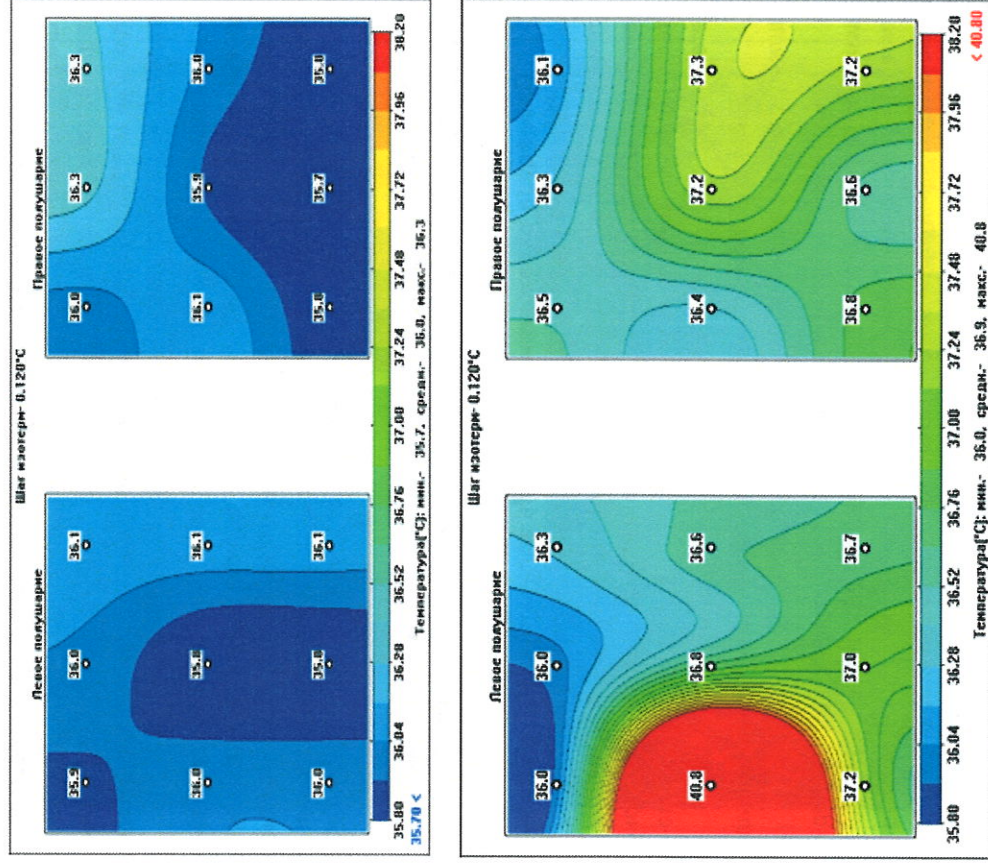 Шаг изотерм- 0.120°C
Левое полушарие Правое полушарие
35.9 36.0 36.1 36.0 36.3 36.3
36.0 35.8 36.1 36.1 35.9 36.0
36.0 35.8 36.1 35.8 35.7 35.8
35.80 36.04 36.28 36.52 36.76 37.00 37.24 37.48 37.72 37.96 38.20
35.70 < Температура[°C]: мин.- 35.7, средн.- 36.0, макс.- 36.3
Шаг изотерм- 0.120°C
Левое полушарие Правое полушарие
36.0 36.0 36.3 36.5 36.3 36.1
40.8 36.8 36.6 36.4 37.2 37.3
37.2 37.0 36.7 36.8 36.6 37.2
35.80 36.04 36.28 36.52 36.76 37.00 37.24 37.48 37.72 37.96 38.20
Температура[°C]: мин.- 36.0, средн.- 36.9, макс.- 40.8 < 40.80